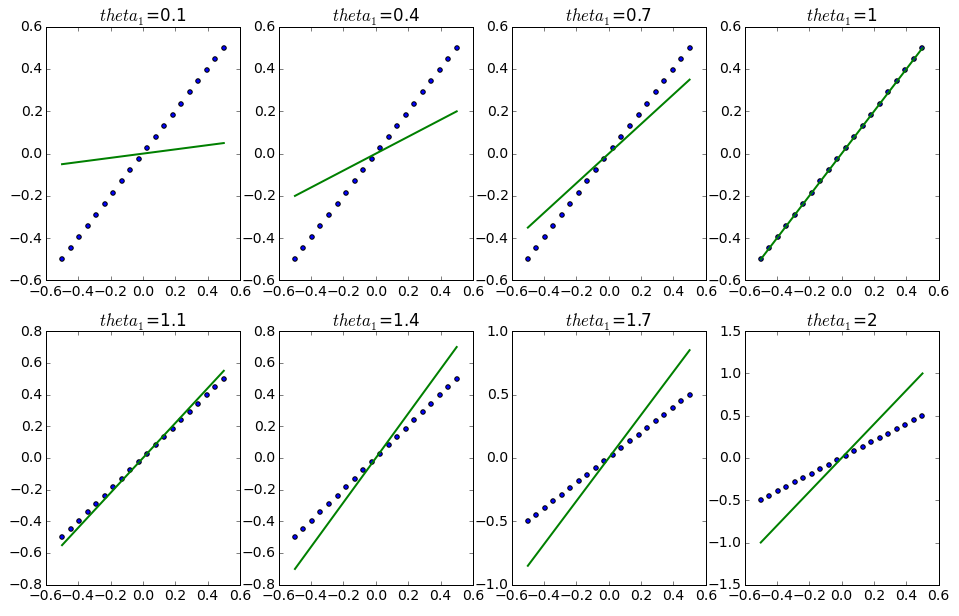 theta₁=0.1 theta₁=0.4 theta₁=0.7 theta₁=1
0.6 0.6 0.6 0.6
0.4 0.4 0.4 0.4
0.2 0.2 0.2 0.2
0.0 0.0 0.0 0.0
−0.2 −0.2 −0.2 −0.2
−0.4 −0.4 −0.4 −0.4
−0.6 −0.6 −0.6 −0.6
−0.6 −0.4 −0.2 0.0 0.2 0.4 0.6 −0.6 −0.4 −0.2 0.0 0.2 0.4 0.6 −0.6 −0.4 −0.2 0.0 0.2 0.4 0.6 −0.6 −0.4 −0.2 0.0 0.2 0.4 0.6
theta₁=1.1 theta₁=1.4 theta₁=1.7 theta₁=2
0.8 0.8 1.0 1.5
0.6 0.6
1.0
0.4 0.4 0.5
0.2 0.2 0.5
0.0 0.0 0.0 0.0
−0.2 −0.2 −0.5
−0.4 −0.4 −0.5
−1.0
−0.6 −0.6
−0.8 −0.8 −1.0 −1.5
−0.6 −0.4 −0.2 0.0 0.2 0.4 0.6 −0.6 −0.4 −0.2 0.0 0.2 0.4 0.6 −0.6 −0.4 −0.2 0.0 0.2 0.4 0.6 −0.6 −0.4 −0.2 0.0 0.2 0.4 0.6